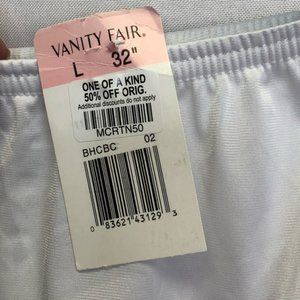 VANITY FAIR®
L 32"
ONE OF A KIND
50% OFF ORIG.
Additional discounts do not apply
MCRTN50
BHCBC 02
0 83621 43129 3